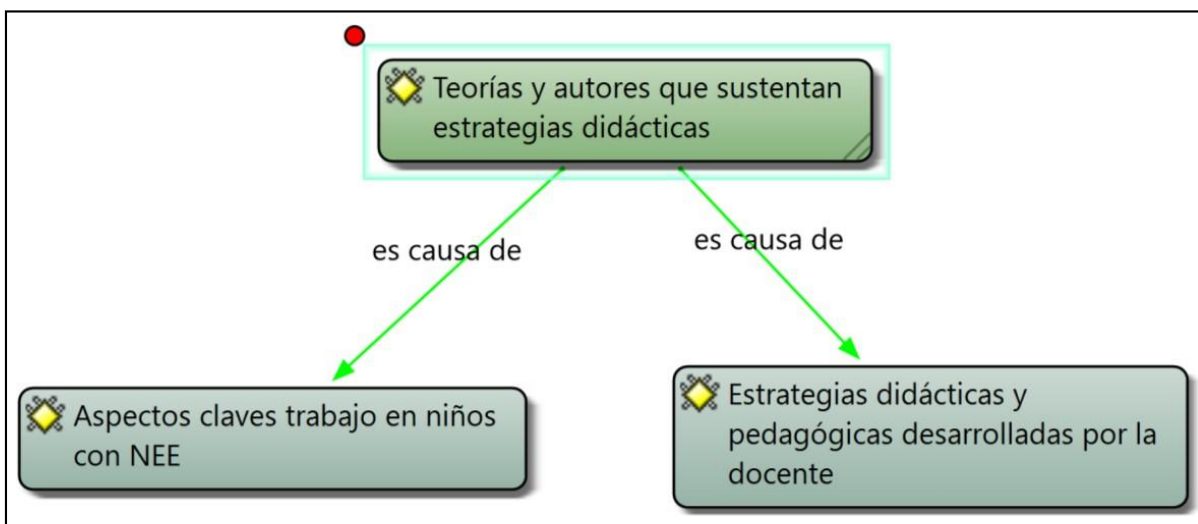 Teorías y autores que sustentan
estrategias didácticas
es causa de
es causa de
Aspectos claves trabajo en niños
con NEE
Estrategias didácticas y
pedagógicas desarrolladas por la
docente